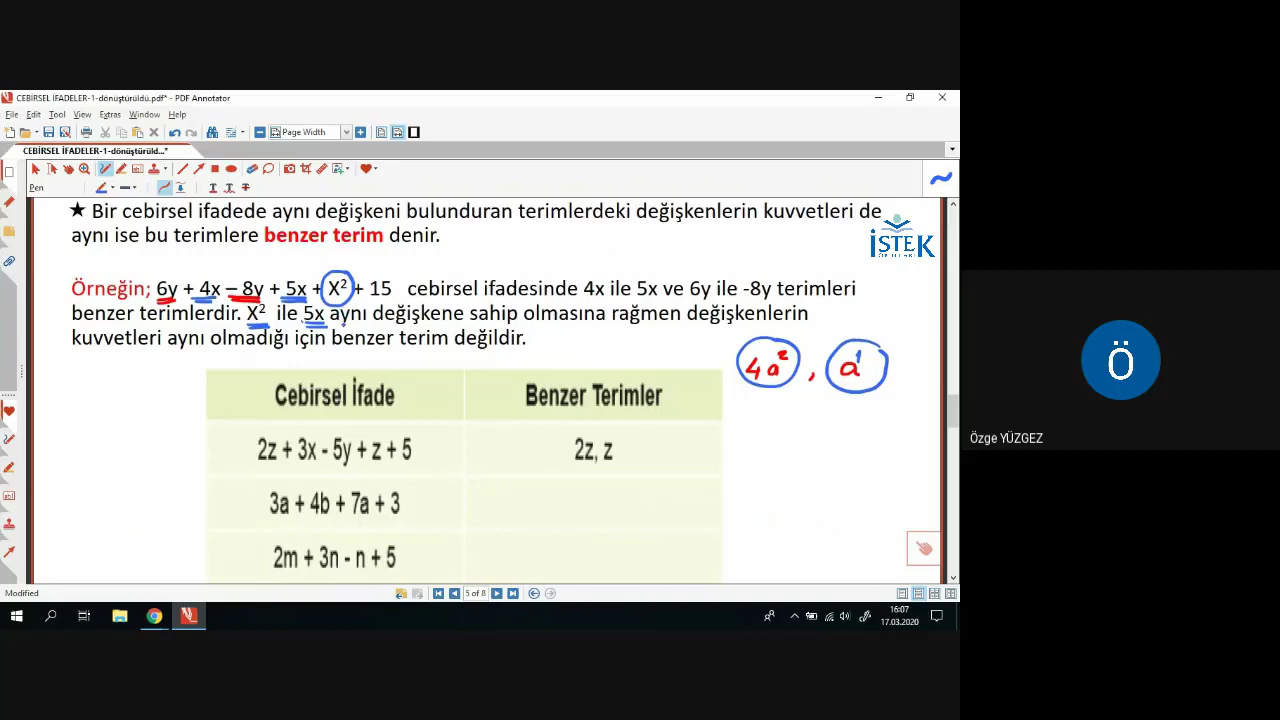 CEBİRSEL İFADELER-1-dönüştürüldü.pdf* - PDF Annotator
File Edit Tool View Extras Window Help
Page Width
CEBİRSEL İFADELER-1-dönüştürüld...*
Pen
★ Bir cebirsel ifadede aynı değişkeni bulunduran terimlerdeki değişkenlerin kuvvetleri de
aynı ise bu terimlere benzer terim denir.
İSTEK
Örneğin; 6y + 4x – 8y + 5x + X² + 15 cebirsel ifadesinde 4x ile 5x ve 6y ile -8y terimleri
benzer terimlerdir. X² ile 5x aynı değişkene sahip olmasına rağmen değişkenlerin
kuvvetleri aynı olmadığı için benzer terim değildir.
4a² , a¹
Cebirsel İfade Benzer Terimler
2z + 3x - 5y + z + 5 2z, z
3a + 4b + 7a + 3
2m + 3n - n + 5
Modified 5 of 8
16:07
17.03.2020
Ö
Özge YÜZGEZ